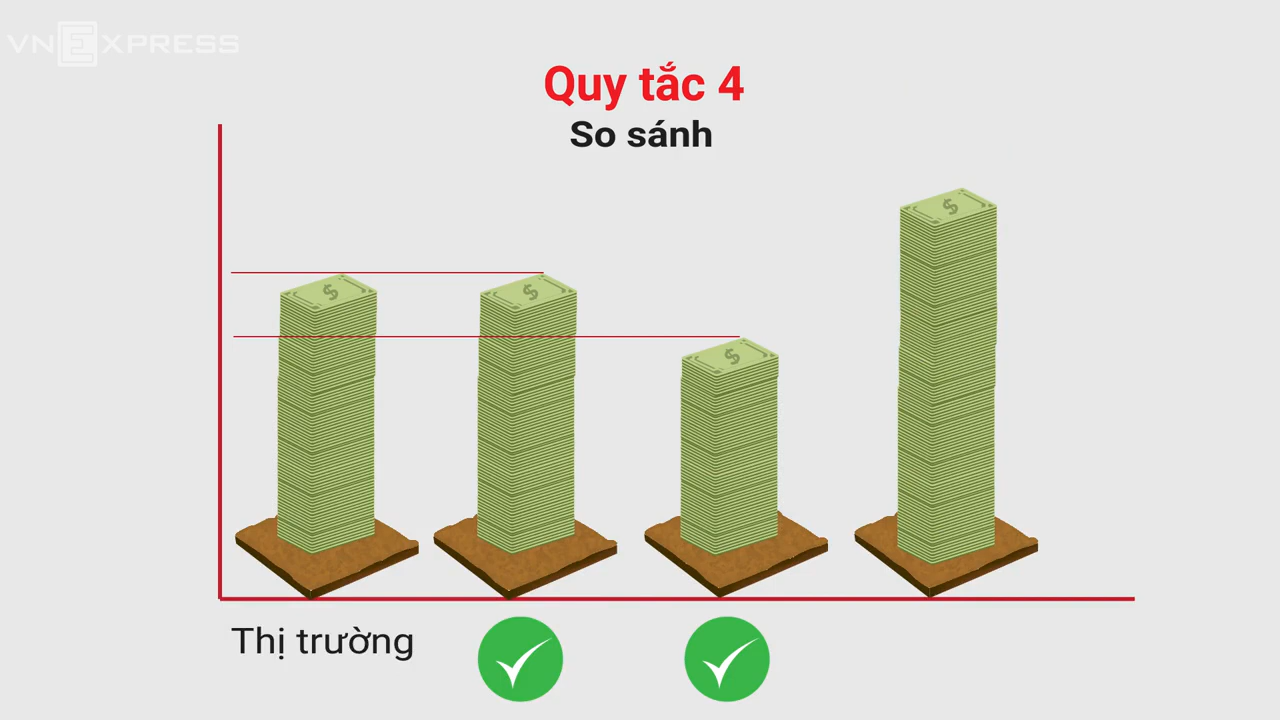 VNEXPRESS
Quy tắc 4
So sánh
$ $ $ $
Thị trường